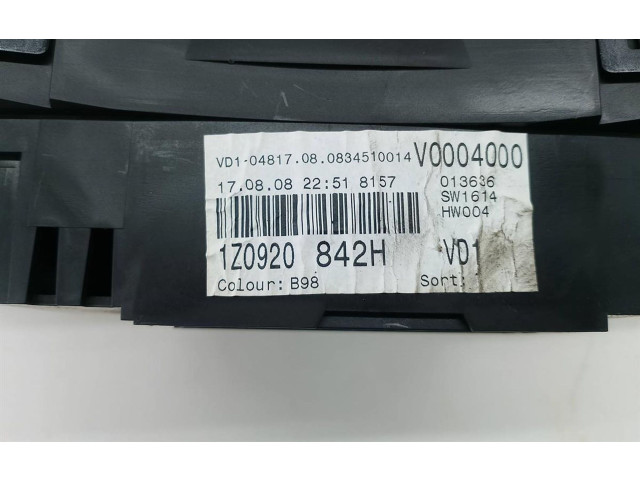 VD1-04817.08.0834510014 V0004000
17.08.08 22:51 8157 013636
SW1614
HW004
1Z0920 842H VD1
Colour: B98 Sort: